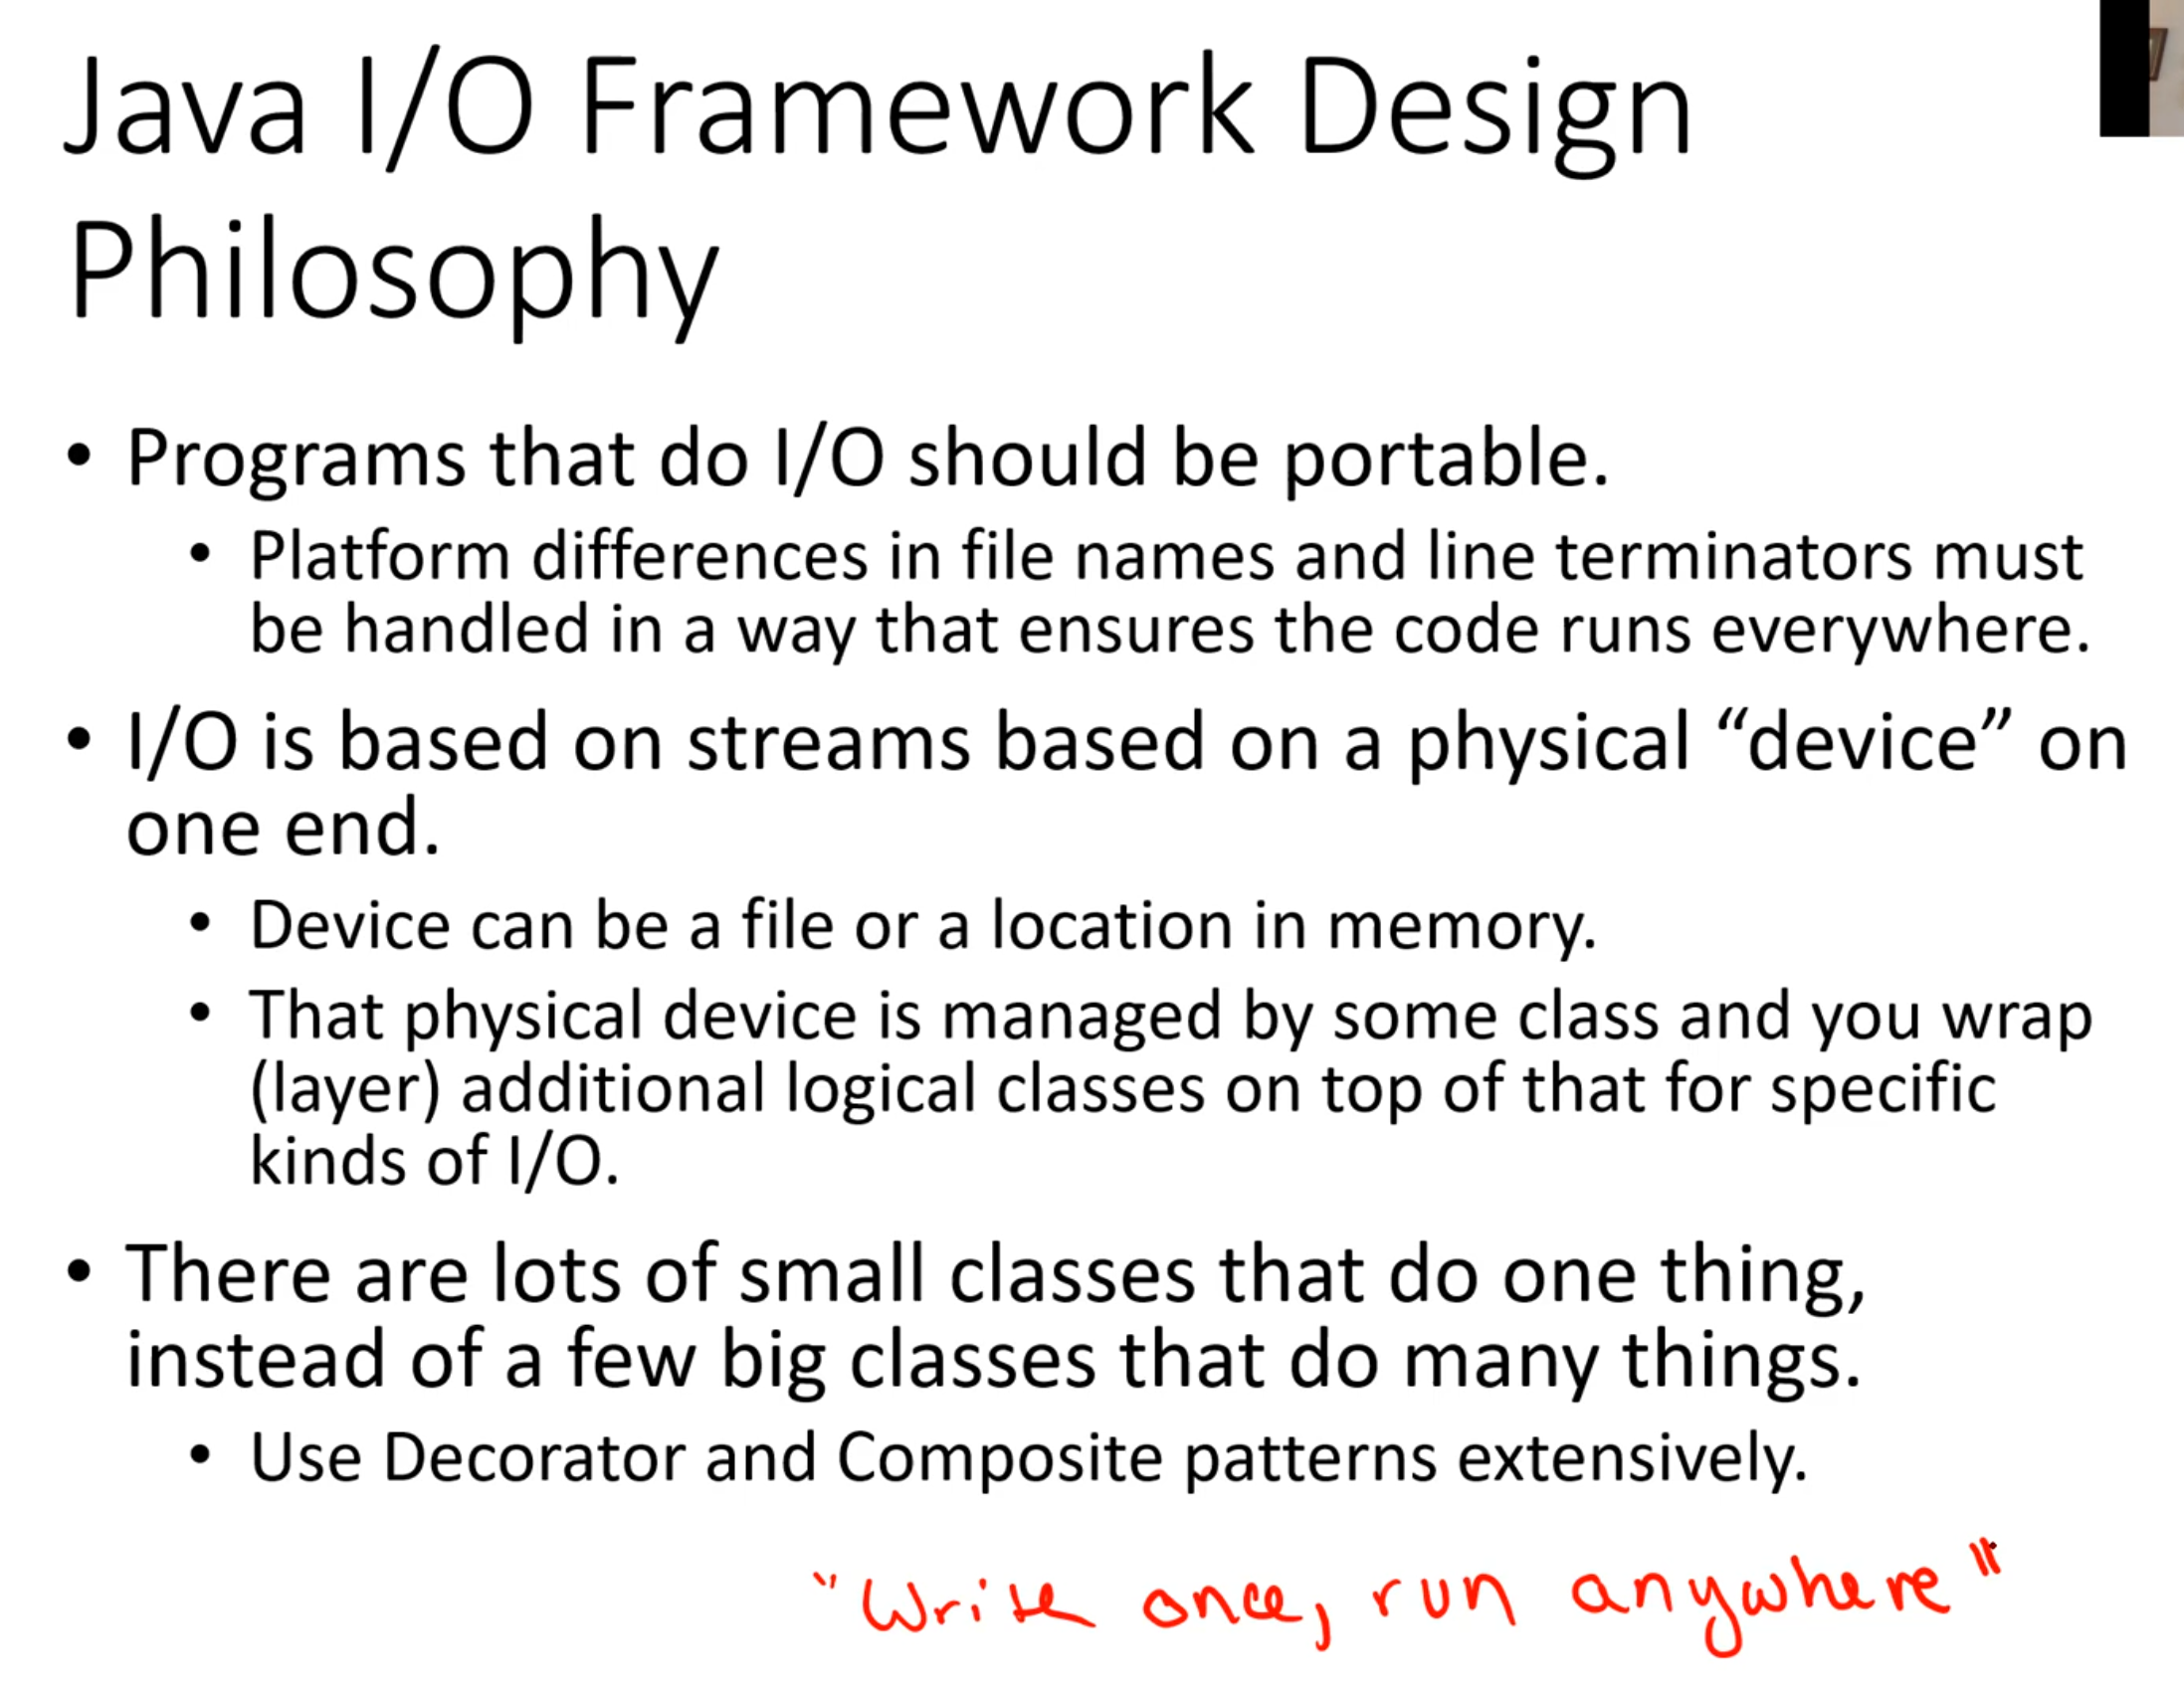 Java I/O Framework Design
Philosophy
• Programs that do I/O should be portable.
• Platform differences in file names and line terminators must
be handled in a way that ensures the code runs everywhere.
• I/O is based on streams based on a physical “device” on
one end.
• Device can be a file or a location in memory.
• That physical device is managed by some class and you wrap
(layer) additional logical classes on top of that for specific
kinds of I/O.
• There are lots of small classes that do one thing,
instead of a few big classes that do many things.
• Use Decorator and Composite patterns extensively.
"Write once, run anywhere"